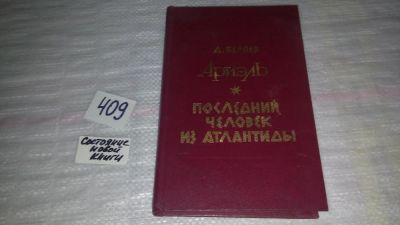 А. БЕЛЯЕВ
АРИЭЛЬ
ПОСЛЕДНИЙ
ЧЕЛОВЕК
ИЗ АТЛАНТИДЫ
409
Состояние
новой
книги